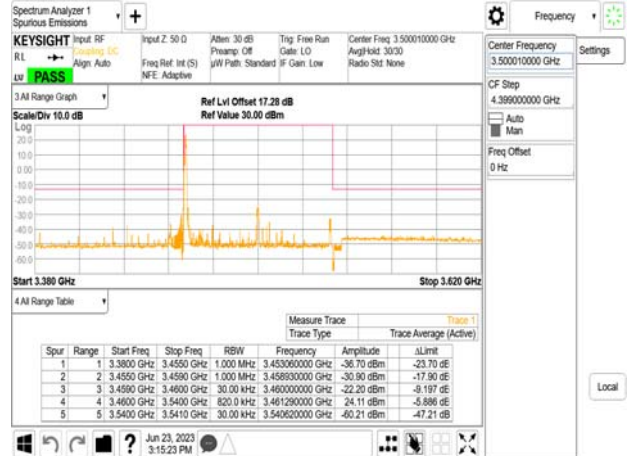 Spectrum Analyzer 1
Spurious Emissions
Frequency
KEYSIGHT
RL
PASS
Input: RF
Coupling: DC
Align: Auto
Input Z: 50 Ω
Freq Ref: Int (S)
NFE: Adaptive
Atten: 30 dB
Preamp: Off
µW Path: Standard
Trig: Free Run
Gate: LO
IF Gain: Low
Center Freq: 3.500010000 GHz
Avg|Hold: 30/30
Radio Std: None
Center Frequency
3.500010000 GHz
Settings
CF Step
4.399000000 GHz
Auto
Man
Freq Offset
0 Hz
Local
3 All Range Graph
Scale/Div 10.0 dB
Ref Lvl Offset 17.28 dB
Ref Value 30.00 dBm
Log
20.0
10.0
0.00
-10.0
-20.0
-30.0
-40.0
-50.0
-60.0
Start 3.380 GHz
Stop 3.620 GHz
4 All Range Table
Measure Trace Trace 1
Trace Type Trace Average (Active)
Spur Range Start Freq Stop Freq RBW Frequency Amplitude ΔLimit
1 1 3.3800 GHz 3.4550 GHz 1.000 MHz 3.453060000 GHz -36.70 dBm -23.70 dB
2 2 3.4550 GHz 3.4590 GHz 1.000 MHz 3.458930000 GHz -30.90 dBm -17.90 dB
3 3 3.4590 GHz 3.4600 GHz 30.00 kHz 3.460000000 GHz -22.20 dBm -9.197 dB
4 4 3.4600 GHz 3.5400 GHz 820.0 kHz 3.461290000 GHz 24.11 dBm -5.886 dB
5 5 3.5400 GHz 3.5410 GHz 30.00 kHz 3.540620000 GHz -60.21 dBm -47.21 dB
Jun 23, 2023
3:15:23 PM